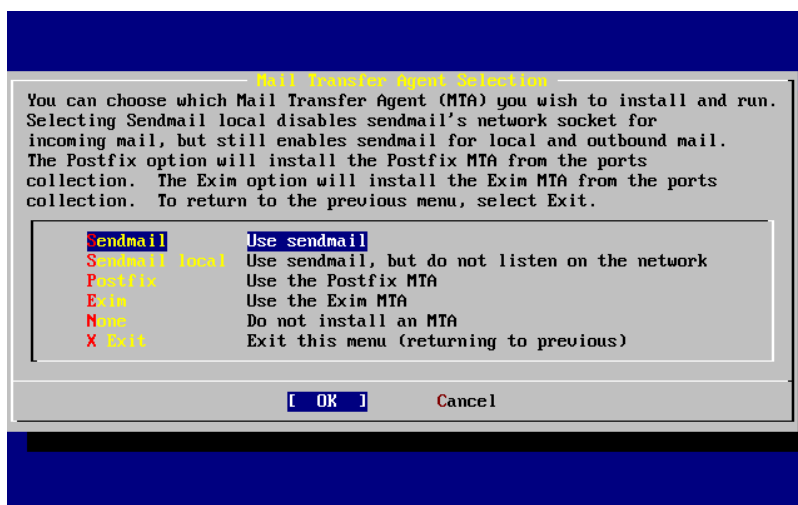 Mail Transfer Agent Selection
You can choose which Mail Transfer Agent (MTA) you wish to install and run.
Selecting Sendmail local disables sendmail's network socket for
incoming mail, but still enables sendmail for local and outbound mail.
The Postfix option will install the Postfix MTA from the ports
collection.  The Exim option will install the Exim MTA from the ports
collection.  To return to the previous menu, select Exit.
Sendmail Use sendmail
Sendmail local Use sendmail, but do not listen on the network
Postfix Use the Postfix MTA
Exim Use the Exim MTA
None Do not install an MTA
X Exit Exit this menu (returning to previous)
[ OK ] Cancel